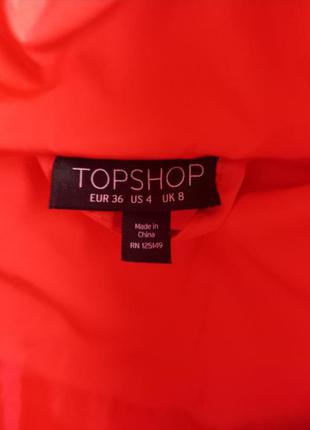 TOPSHOP
EUR 36 US 4 UK 8
Made in
China
RN 125149